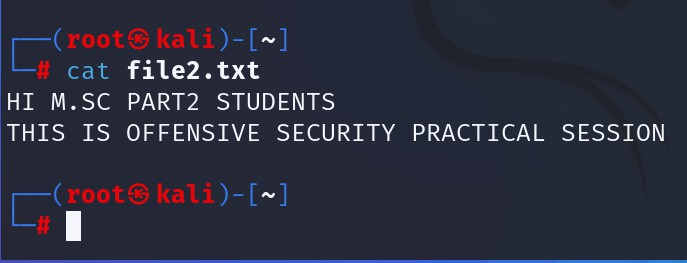 ┌──(root㉿kali)-[~]
└─# cat file2.txt
HI M.SC PART2 STUDENTS
THIS IS OFFENSIVE SECURITY PRACTICAL SESSION
┌──(root㉿kali)-[~]
└─#